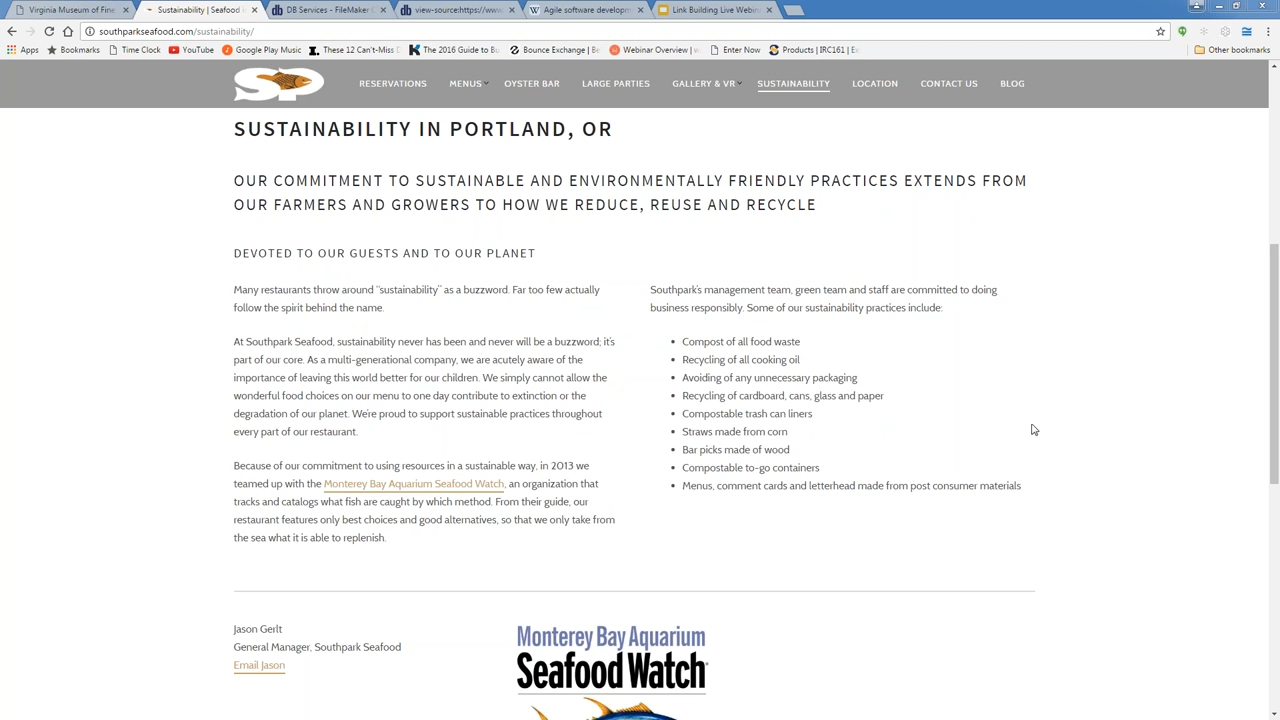 Virginia Museum of Fine
Sustainability | Seafood
DB Services - FileMaker C
view-source:https://www.
Agile software developm
Link Building Live Webin
southparkseafood.com/sustainability/
Apps Bookmarks Time Clock YouTube Google Play Music These 12 Can't-Miss The 2016 Guide to Bu Bounce Exchange | Be Webinar Overview Enter Now Products | IRC161 | E Other bookmarks
SP RESERVATIONS MENUS OYSTER BAR LARGE PARTIES GALLERY & VR SUSTAINABILITY LOCATION CONTACT US BLOG
SUSTAINABILITY IN PORTLAND, OR
OUR COMMITMENT TO SUSTAINABLE AND ENVIRONMENTALLY FRIENDLY PRACTICES EXTENDS FROM
OUR FARMERS AND GROWERS TO HOW WE REDUCE, REUSE AND RECYCLE
DEVOTED TO OUR GUESTS AND TO OUR PLANET
Many restaurants throw around "sustainability" as a buzzword. Far too few actually
follow the spirit behind the name.
At Southpark Seafood, sustainability never has been and never will be a buzzword; it's
part of our core. As a multi-generational company, we are acutely aware of the
importance of leaving this world better for our children. We simply cannot allow the
wonderful food choices on our menu to one day contribute to extinction or the
degradation of our planet. We're proud to support sustainable practices throughout
every part of our restaurant.
Because of our commitment to using resources in a sustainable way, in 2013 we
teamed up with the Monterey Bay Aquarium Seafood Watch, an organization that
tracks and catalogs what fish are caught by which method. From their guide, our
restaurant features only best choices and good alternatives, so that we only take from
the sea what it is able to replenish.
Southpark's management team, green team and staff are committed to doing
business responsibly. Some of our sustainability practices include:
• Compost of all food waste
• Recycling of all cooking oil
• Avoiding of any unnecessary packaging
• Recycling of cardboard, cans, glass and paper
• Compostable trash can liners
• Straws made from corn
• Bar picks made of wood
• Compostable to-go containers
• Menus, comment cards and letterhead made from post consumer materials
Jason Gerlt
General Manager, Southpark Seafood
Email Jason
Monterey Bay Aquarium
Seafood Watch